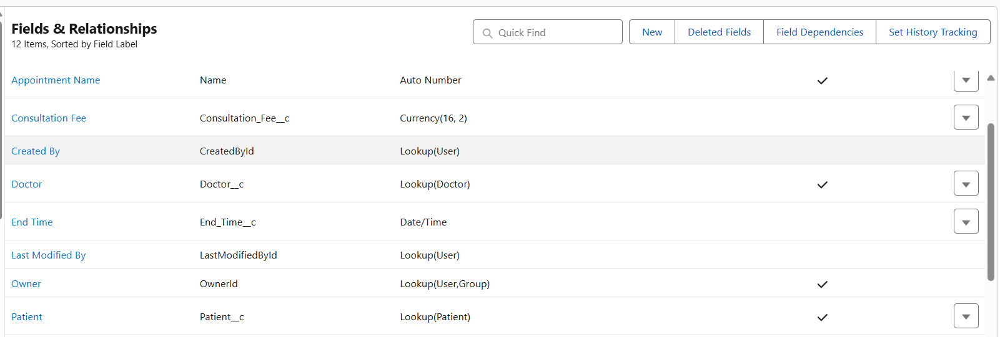 Fields & Relationships
12 Items, Sorted by Field Label
Quick Find
New Deleted Fields Field Dependencies Set History Tracking
Appointment Name Name Auto Number
Consultation Fee Consultation_Fee__c Currency(16, 2)
Created By CreatedById Lookup(User)
Doctor Doctor__c Lookup(Doctor)
End Time End_Time__c Date/Time
Last Modified By LastModifiedById Lookup(User)
Owner OwnerId Lookup(User,Group)
Patient Patient__c Lookup(Patient)